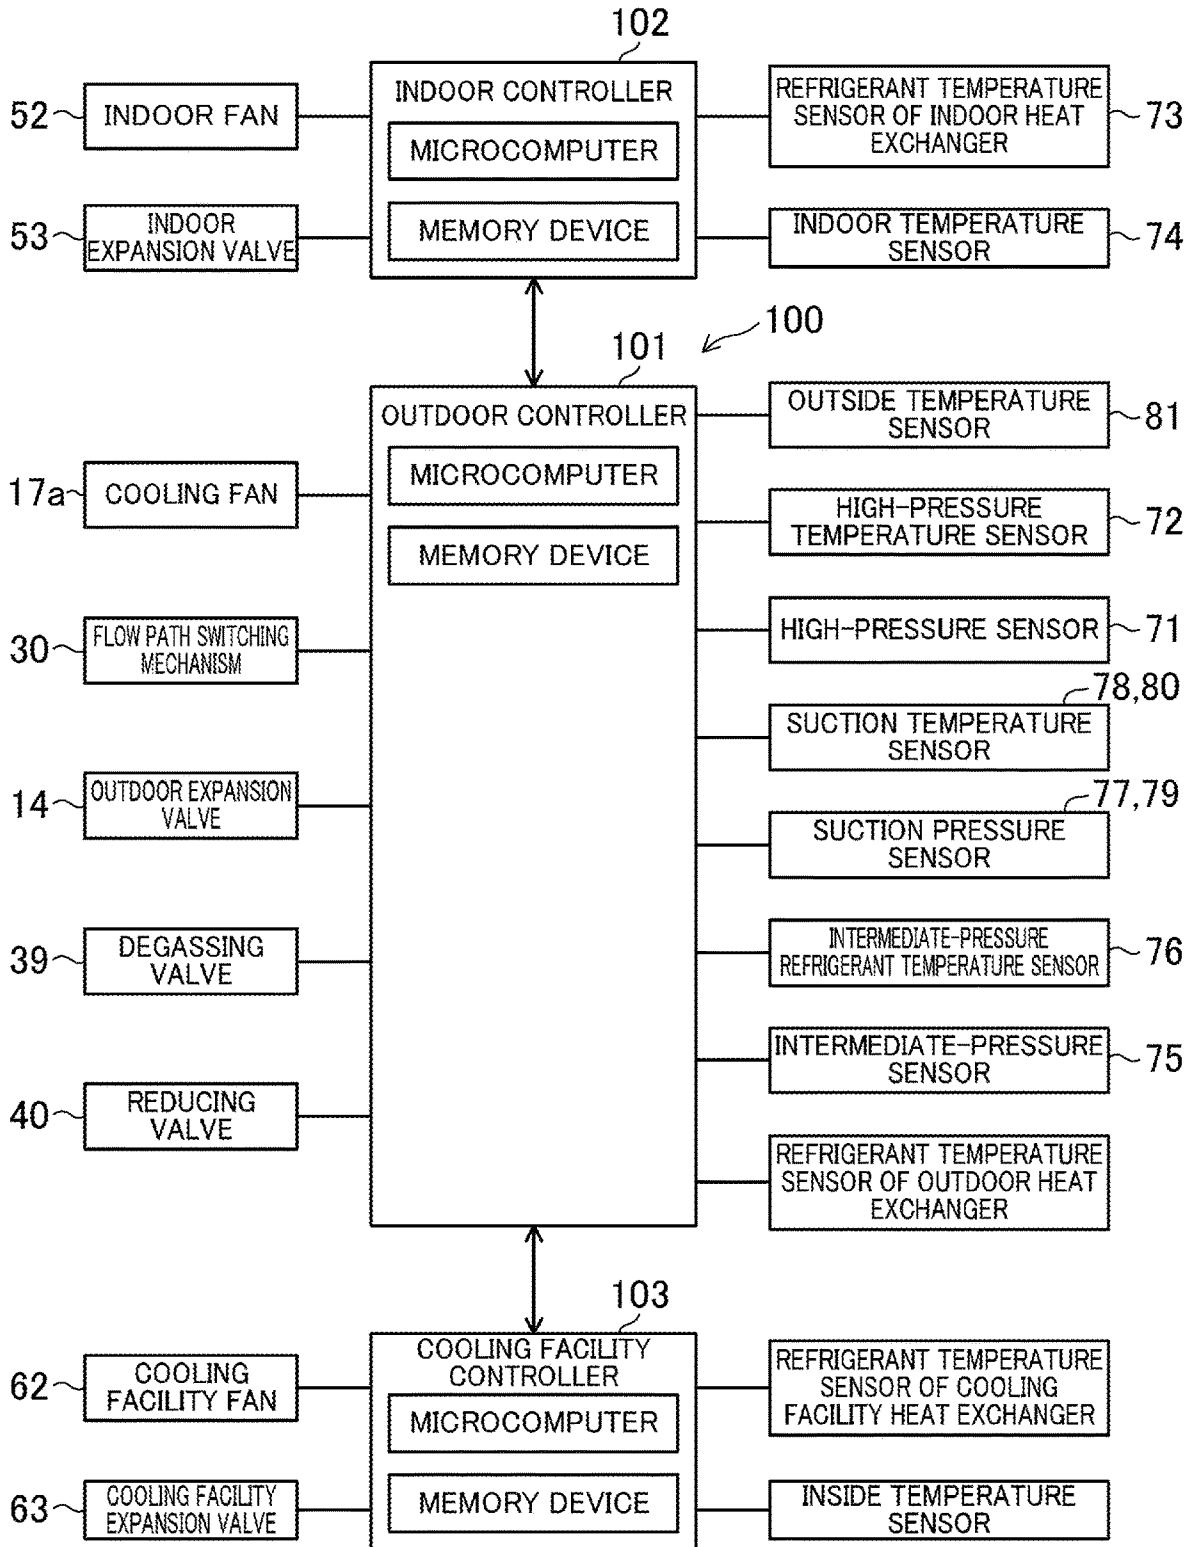 102
INDOOR CONTROLLER
MICROCOMPUTER
MEMORY DEVICE
52
INDOOR FAN
53
INDOOR
EXPANSION VALVE
REFRIGERANT TEMPERATURE
SENSOR OF INDOOR HEAT
EXCHANGER
73
INDOOR TEMPERATURE
SENSOR
74
100
101
OUTDOOR CONTROLLER
MICROCOMPUTER
MEMORY DEVICE
17a
COOLING FAN
30
FLOW PATH SWITCHING
MECHANISM
14
OUTDOOR EXPANSION
VALVE
39
DEGASSING
VALVE
40
REDUCING
VALVE
OUTSIDE TEMPERATURE
SENSOR
81
HIGH-PRESSURE
TEMPERATURE SENSOR
72
HIGH-PRESSURE SENSOR
71
78,80
SUCTION TEMPERATURE
SENSOR
77,79
SUCTION PRESSURE
SENSOR
INTERMEDIATE-PRESSURE
REFRIGERANT TEMPERATURE SENSOR
76
INTERMEDIATE-PRESSURE
SENSOR
75
REFRIGERANT TEMPERATURE
SENSOR OF OUTDOOR HEAT
EXCHANGER
103
COOLING FACILITY
CONTROLLER
MICROCOMPUTER
MEMORY DEVICE
62
COOLING
FACILITY FAN
63
COOLING FACILITY
EXPANSION VALVE
REFRIGERANT TEMPERATURE
SENSOR OF COOLING
FACILITY HEAT EXCHANGER
INSIDE TEMPERATURE
SENSOR